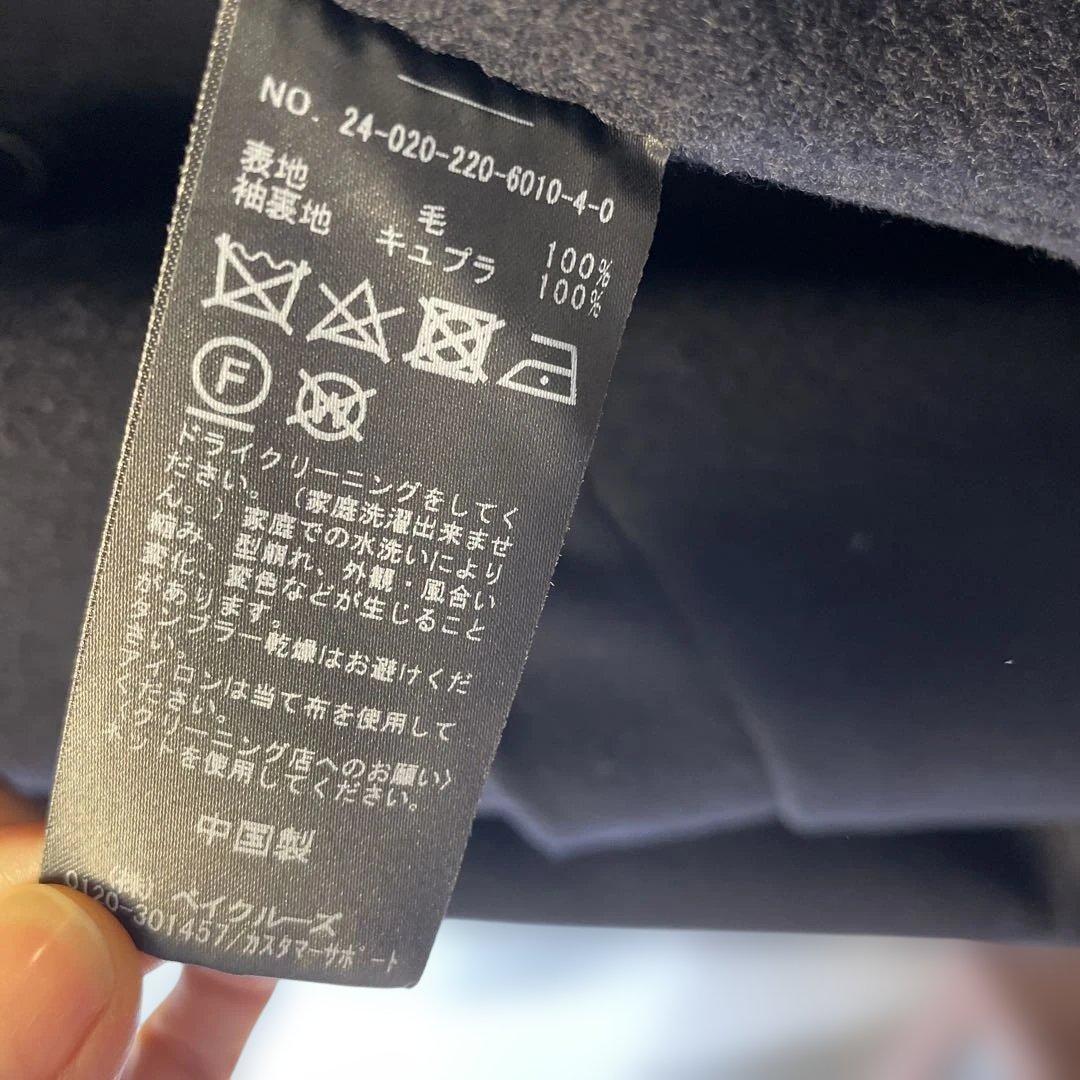 NO. 24-020-220-6010-4-0
表地 毛 100%
袖裏地 キュプラ 100%
F
W
ドライクリーニングをしてく
ださい。(家庭洗濯出来ませ
ん。)家庭での水洗いにより
縮み、型崩れ、外観・風合い
変化、変色などが生じること
があります。
タンブラー乾燥はお避けくだ
さい。
アイロンは当て布を使用して
ください。
〈クリーニング店へのお願い〉
ネットを使用してください。
中国製
ベイクルーズ
0120-301457/カスタマーサポート